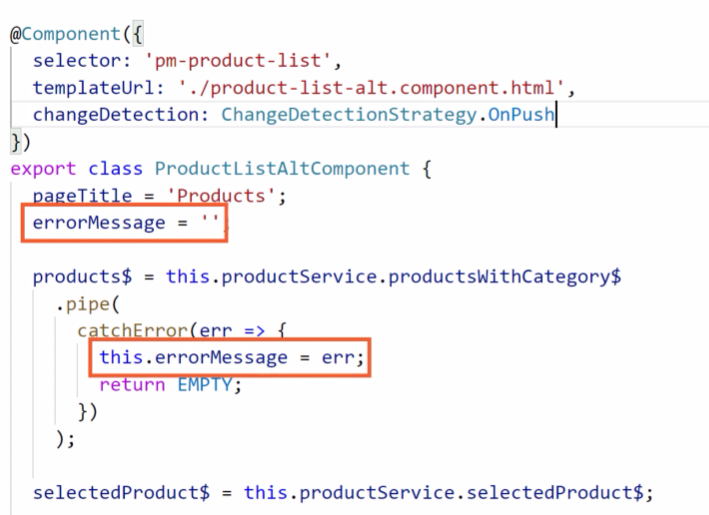 @Component({
selector: 'pm-product-list',
templateUrl: './product-list-alt.component.html',
changeDetection: ChangeDetectionStrategy.OnPush
})
export class ProductListAltComponent {
pageTitle = 'Products';
errorMessage = '';
products$ = this.productService.productsWithCategory$
.pipe(
catchError(err => {
this.errorMessage = err;
return EMPTY;
})
);
selectedProduct$ = this.productService.selectedProduct$;